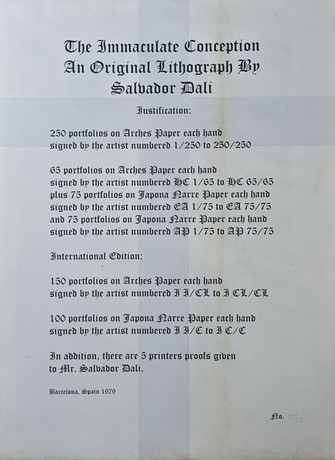 The Immaculate Conception
An Original Lithograph By
Salvador Dali
Justification:
250 portfolios on Arches Paper each hand
signed by the artist numbered 1/250 to 250/250
65 portfolios on Arches Paper each hand
signed by the artist numbered HC 1/65 to HC 65/65
plus 75 portfolios on Japona Narre Paper each hand
signed by the artist numbered EA 1/75 to EA 75/75
and 75 portfolios on Japona Narre Paper each hand
signed by the artist numbered AP 1/75 to AP 75/75
International Edition:
150 portfolios on Arches Paper each hand
signed by the artist numbered I I/CL to I CL/CL
100 portfolios on Japona Narre Paper each hand
signed by the artist numbered I I/C to I C/C
In addition, there are 5 printers proofs given
to Mr. Salvador Dali.
Barcelona, Spain 1979
No.